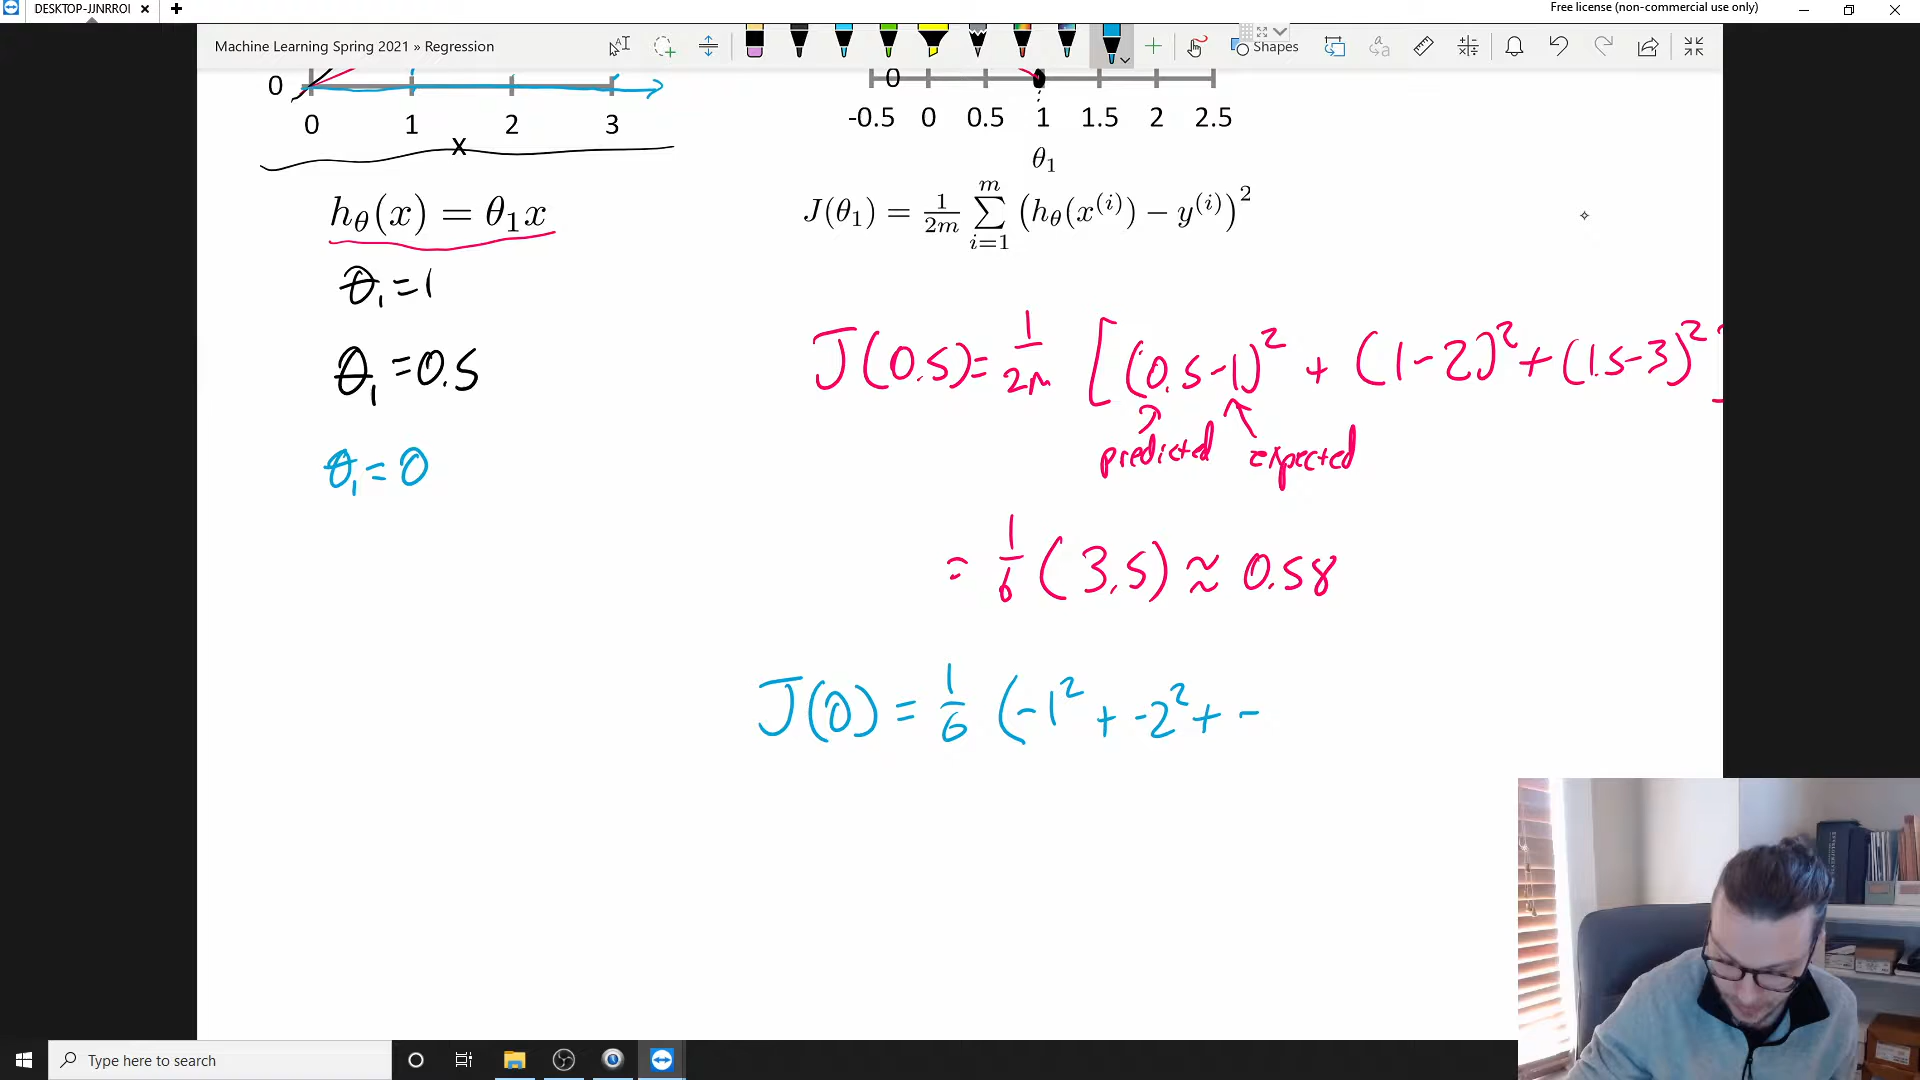 DESKTOP-JJNRROI
Free license (non-commercial use only)
Machine Learning Spring 2021 » Regression
Shapes
0
0 1 2 3
x
0
-0.5 0 0.5 1 1.5 2 2.5
θ₁
h_θ(x) = θ₁x
J(θ₁) = 1/2m ∑_{i=1}^{m} (h_θ(x^(i)) − y^(i))²
θ₁=1
θ₁=0.5
θ₁=0
J(0.5)= 1/2m [(0.5-1)² + (1-2)² + (1.5-3)²]
predicted expected
= 1/6 (3.5) ≈ 0.58
J(0) = 1/6 (-1² + -2² + -
Type here to search